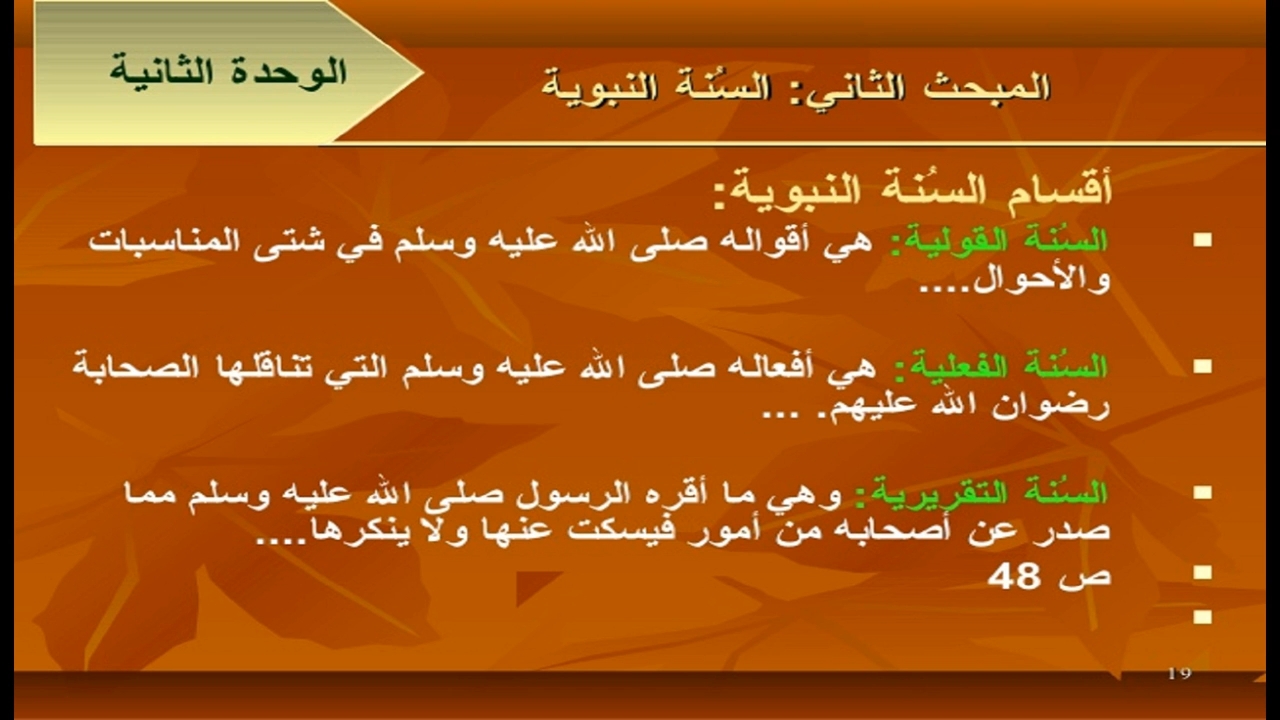 الوحدة الثانية
المبحث الثاني: السُنة النبوية
أقسام السُنة النبوية:
السُنة القولية: هي أقواله صلى الله عليه وسلم في شتى المناسبات
والأحوال....
السُنة الفعلية: هي أفعاله صلى الله عليه وسلم التي تناقلها الصحابة
رضوان الله عليهم. ...
السُنة التقريرية: وهي ما أقره الرسول صلى الله عليه وسلم مما
صدر عن أصحابه من أمور فيسكت عنها ولا ينكرها....
ص 48
19